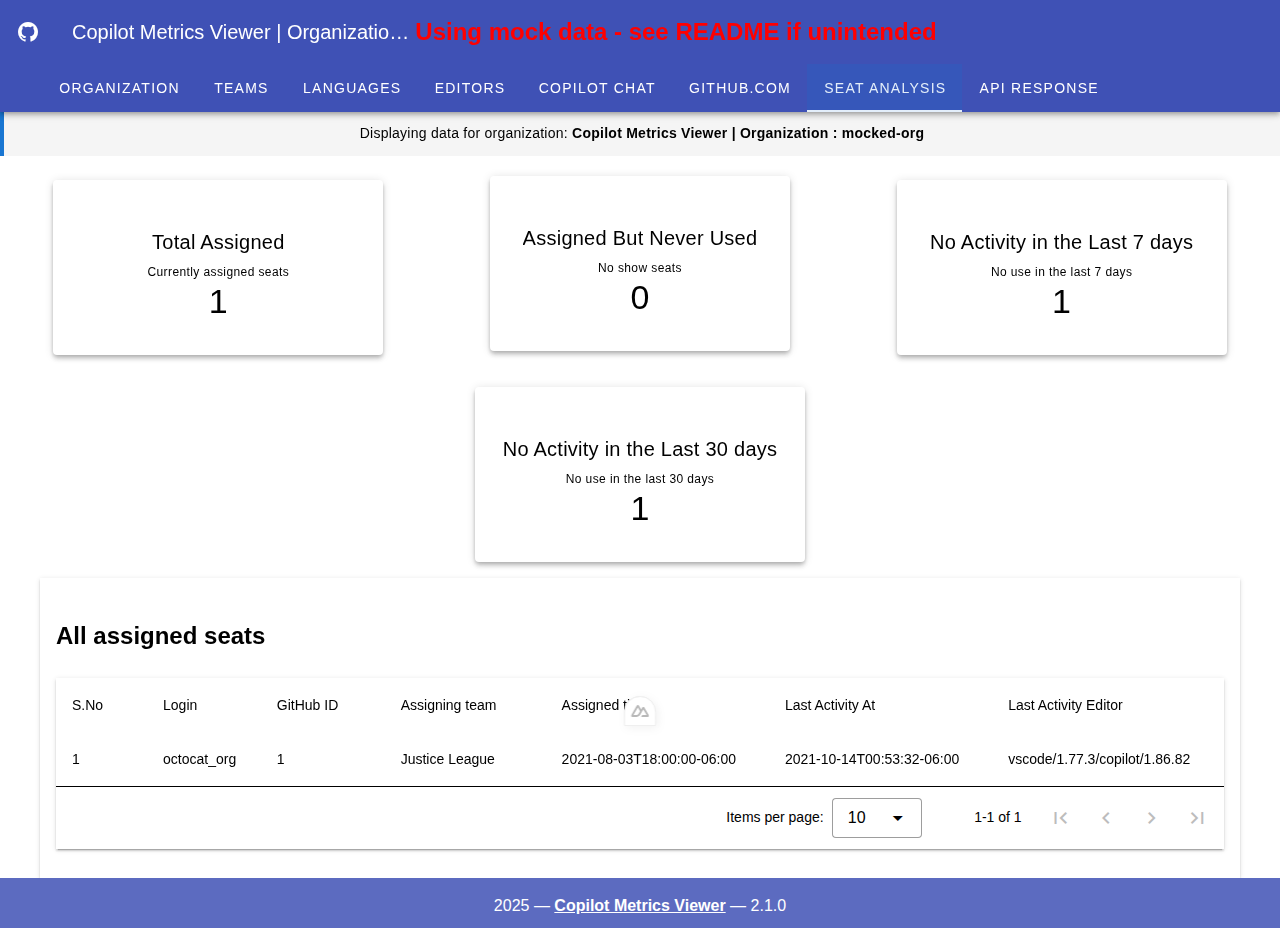 Copilot Metrics Viewer | Organizatio… Using mock data - see README if unintended
ORGANIZATION TEAMS LANGUAGES EDITORS COPILOT CHAT GITHUB.COM SEAT ANALYSIS API RESPONSE
Displaying data for organization: Copilot Metrics Viewer | Organization : mocked-org
Total Assigned
Currently assigned seats
1
Assigned But Never Used
No show seats
0
No Activity in the Last 7 days
No use in the last 7 days
1
No Activity in the Last 30 days
No use in the last 30 days
1
All assigned seats
S.No Login GitHub ID Assigning team Assigned Last Activity At Last Activity Editor
1 octocat_org 1 Justice League 2021-08-03T18:00:00-06:00 2021-10-14T00:53:32-06:00 vscode/1.77.3/copilot/1.86.82
Items per page: 10 1-1 of 1
2025 — Copilot Metrics Viewer — 2.1.0